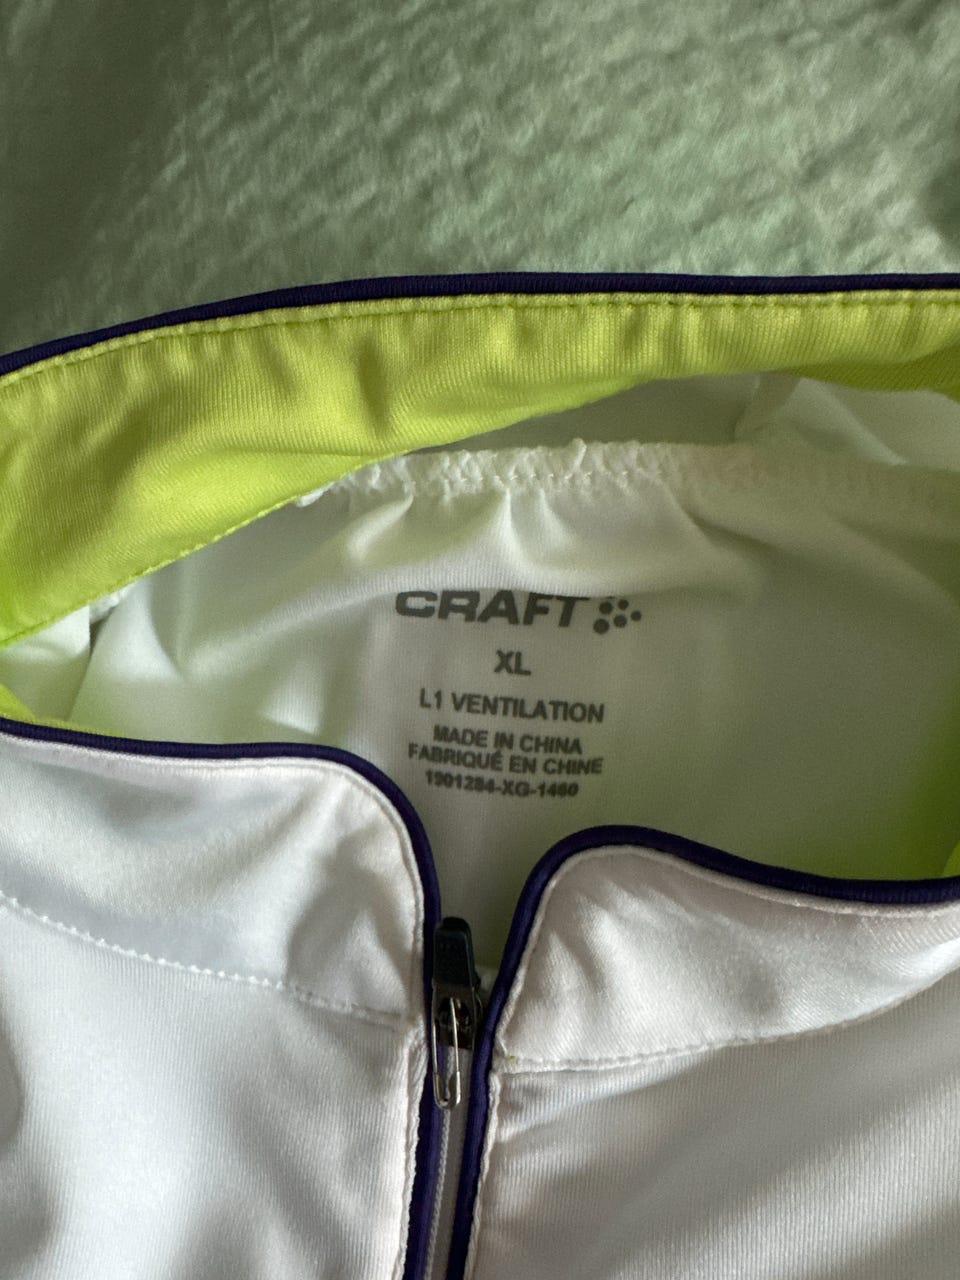 CRAFT
XL
L1 VENTILATION
MADE IN CHINA
FABRIQUÉ EN CHINE
1901284-XG-1460